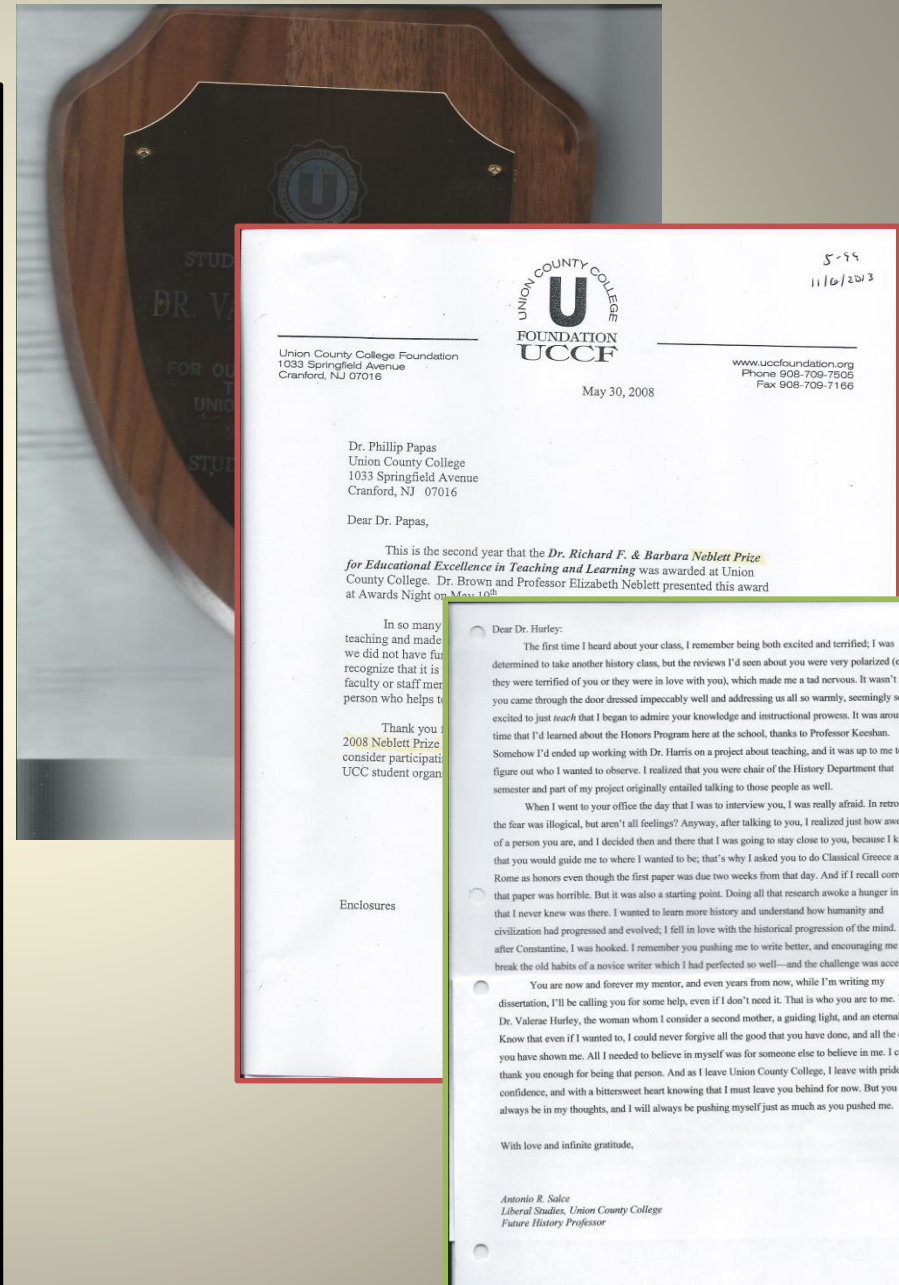 UNION COUNTY COLLEGE
U
STUD
DR. VA
FOR OU
T
UNIO
STUD
UNION COUNTY COLLEGE
U
FOUNDATION
UCCF
5-99
11/6/2013
Union County College Foundation
1033 Springfield Avenue
Cranford, NJ 07016
www.uccfoundation.org
Phone 908-709-7505
Fax 908-709-7166
May 30, 2008
Dr. Phillip Papas
Union County College
1033 Springfield Avenue
Cranford, NJ 07016
Dear Dr. Papas,
This is the second year that the Dr. Richard F. & Barbara Neblett Prize
for Educational Excellence in Teaching and Learning was awarded at Union
County College. Dr. Brown and Professor Elizabeth Neblett presented this award
at Awards Night on May 19th
In so many
teaching and made
we did not have fu
recognize that it is
faculty or staff mem
person who helps t
Thank you
2008 Neblett Prize
consider participati
UCC student organ
Enclosures
Dear Dr. Hurley:
The first time I heard about your class, I remember being both excited and terrified; I was
determined to take another history class, but the reviews I'd seen about you were very polarized (e
they were terrified of you or they were in love with you), which made me a tad nervous. It wasn't
you came through the door dressed impeccably well and addressing us all so warmly, seemingly s
excited to just teach that I began to admire your knowledge and instructional prowess. It was arou
time that I'd learned about the Honors Program here at the school, thanks to Professor Keeshan.
Somehow I'd ended up working with Dr. Harris on a project about teaching, and it was up to me t
figure out who I wanted to observe. I realized that you were chair of the History Department that
semester and part of my project originally entailed talking to those people as well.
When I went to your office the day that I was to interview you, I was really afraid. In retro
the fear was illogical, but aren't all feelings? Anyway, after talking to you, I realized just how awe
of a person you are, and I decided then and there that I was going to stay close to you, because I k
that you would guide me to where I wanted to be; that's why I asked you to do Classical Greece a
Rome as honors even though the first paper was due two weeks from that day. And if I recall corre
that paper was horrible. But it was also a starting point. Doing all that research awoke a hunger in
that I never knew was there. I wanted to learn more history and understand how humanity and
civilization had progressed and evolved; I fell in love with the historical progression of the mind.
after Constantine, I was hooked. I remember you pushing me to write better, and encouraging me
break the old habits of a novice writer which I had perfected so well—and the challenge was acce
You are now and forever my mentor, and even years from now, while I'm writing my
dissertation, I'll be calling you for some help, even if I don't need it. That is who you are to me.
Dr. Valerae Hurley, the woman whom I consider a second mother, a guiding light, and an eternal
Know that even if I wanted to, I could never forgive all the good that you have done, and all the
you have shown me. All I needed to believe in myself was for someone else to believe in me. I c
thank you enough for being that person. And as I leave Union County College, I leave with pride
confidence, and with a bittersweet heart knowing that I must leave you behind for now. But you
always be in my thoughts, and I will always be pushing myself just as much as you pushed me.
With love and infinite gratitude,
Antonio R. Salce
Liberal Studies, Union County College
Future History Professor